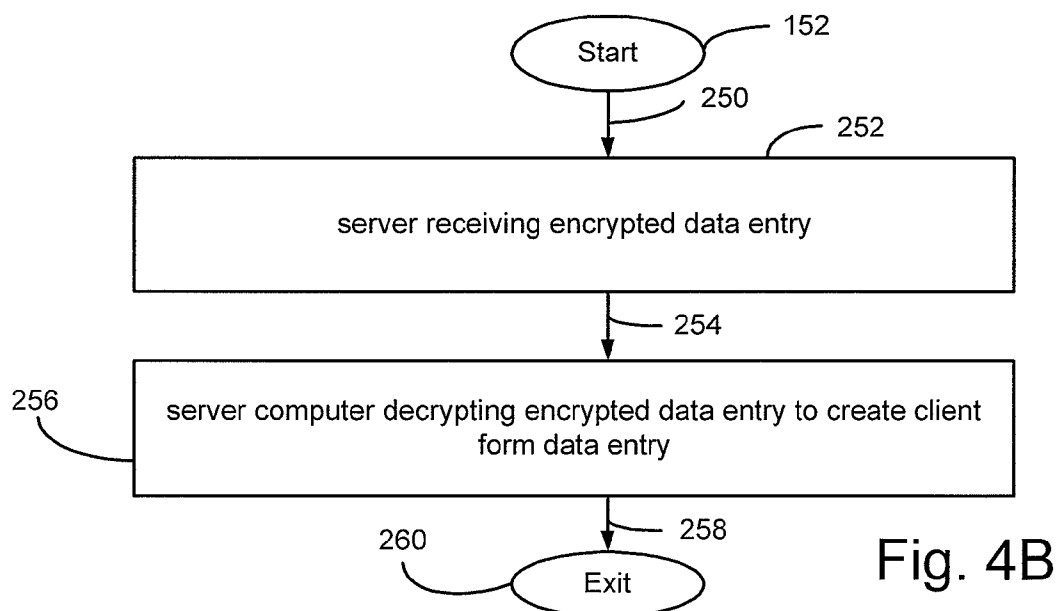 Start
152
250
252
server receiving encrypted data entry
254
256
server computer decrypting encrypted data entry to create client
form data entry
258
260
Exit
Fig. 4B